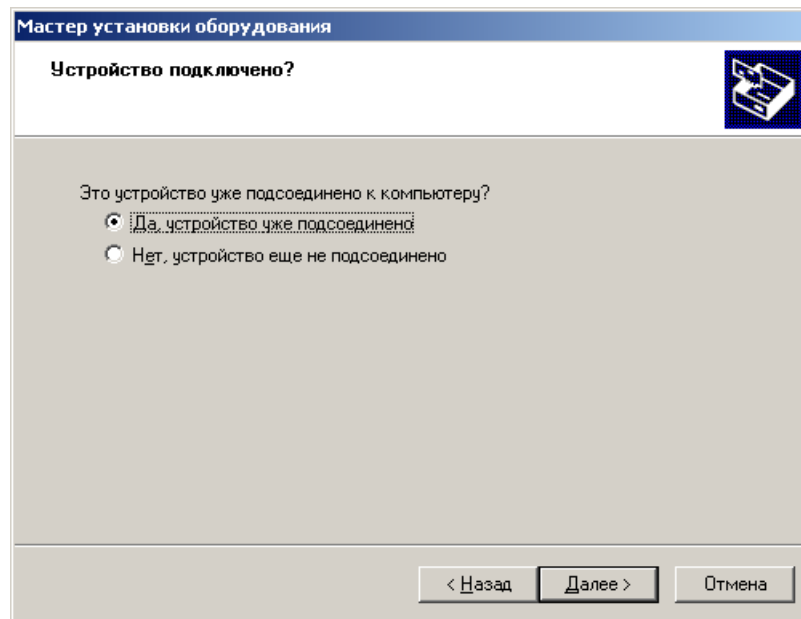 Мастер установки оборудования
Устройство подключено?
Это устройство уже подсоединено к компьютеру?
Да, устройство уже подсоединено
Нет, устройство еще не подсоединено
< Назад Далее > Отмена